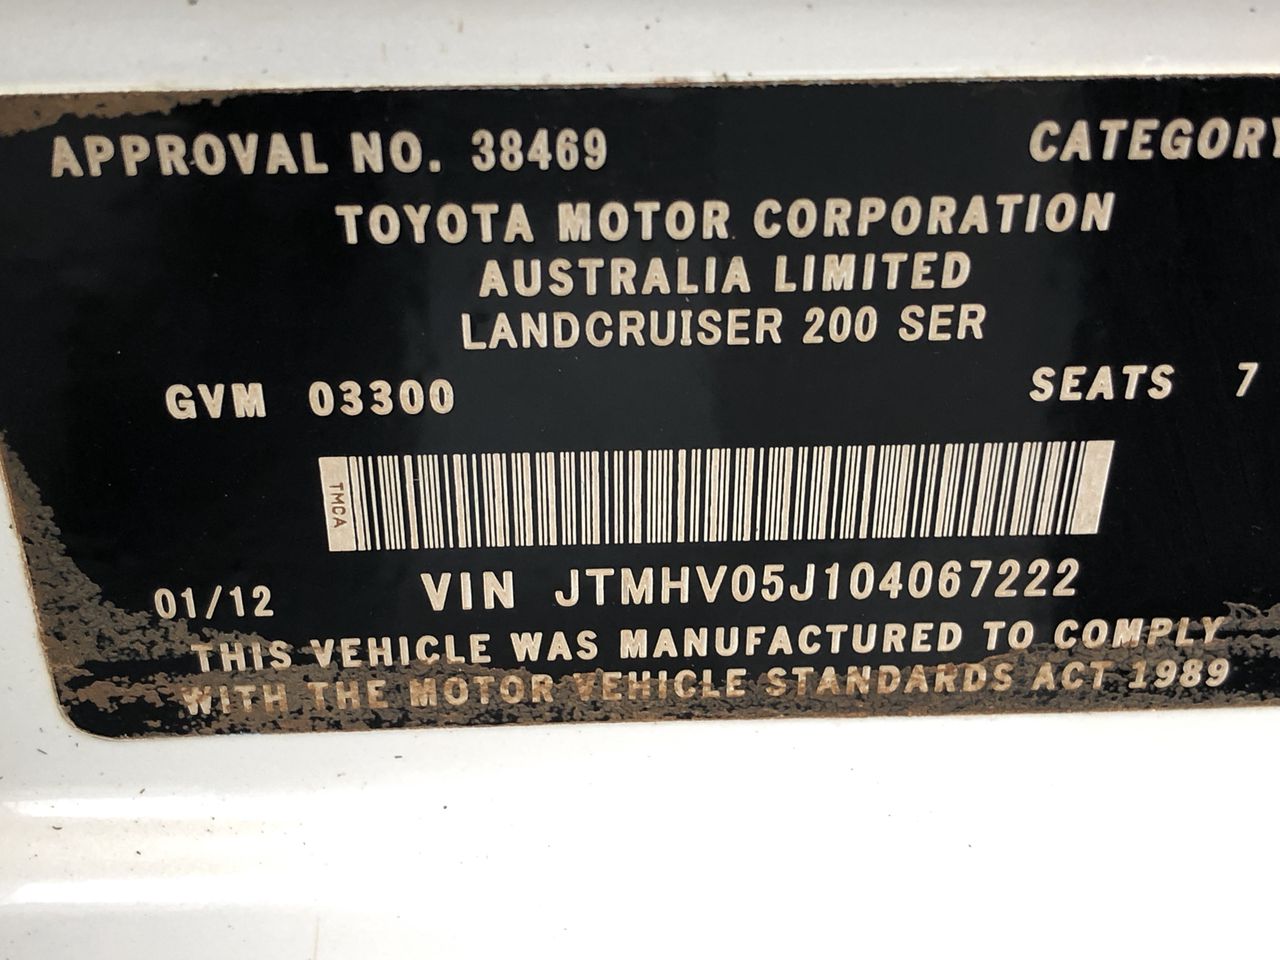 APPROVAL NO. 38469 CATEGORY
TOYOTA MOTOR CORPORATION
AUSTRALIA LIMITED
LANDCRUISER 200 SER
GVM 03300 SEATS 7
TMCA
01/12 VIN JTMHV05J104067222
THIS VEHICLE WAS MANUFACTURED TO COMPLY
WITH THE MOTOR VEHICLE STANDARDS ACT 1989